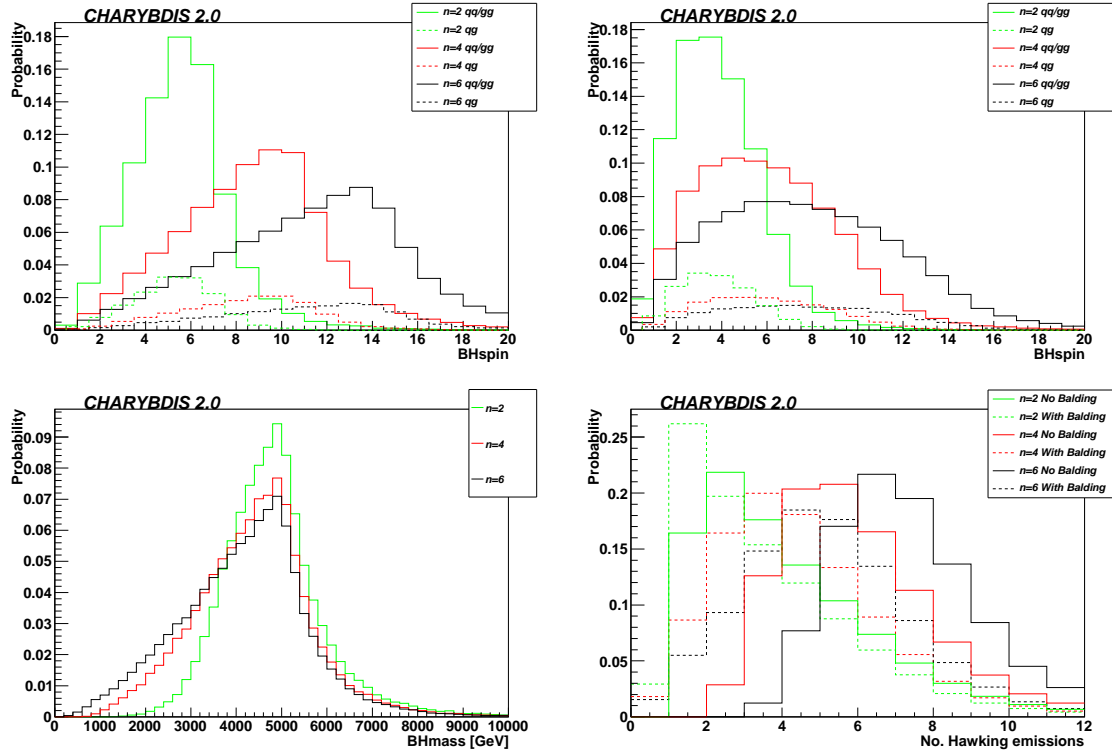 CHARYBDIS 2.0
Probability
n=2 qq/gg
n=2 qg
n=4 qq/gg
n=4 qg
n=6 qq/gg
n=6 qg
0.18
0.16
0.14
0.12
0.1
0.08
0.06
0.04
0.02
0
0 2 4 6 8 10 12 14 16 18 20
BHspin
CHARYBDIS 2.0
Probability
n=2 qq/gg
n=2 qg
n=4 qq/gg
n=4 qg
n=6 qq/gg
n=6 qg
0.18
0.16
0.14
0.12
0.1
0.08
0.06
0.04
0.02
0
0 2 4 6 8 10 12 14 16 18 20
BHspin
CHARYBDIS 2.0
Probability
n=2
n=4
n=6
0.09
0.08
0.07
0.06
0.05
0.04
0.03
0.02
0.01
0
0 1000 2000 3000 4000 5000 6000 7000 8000 9000 10000
BHmass [GeV]
CHARYBDIS 2.0
Probability
n=2 No Balding
n=2 With Balding
n=4 No Balding
n=4 With Balding
n=6 No Balding
n=6 With Balding
0.25
0.2
0.15
0.1
0.05
0
0 2 4 6 8 10 12
No. Hawking emissions